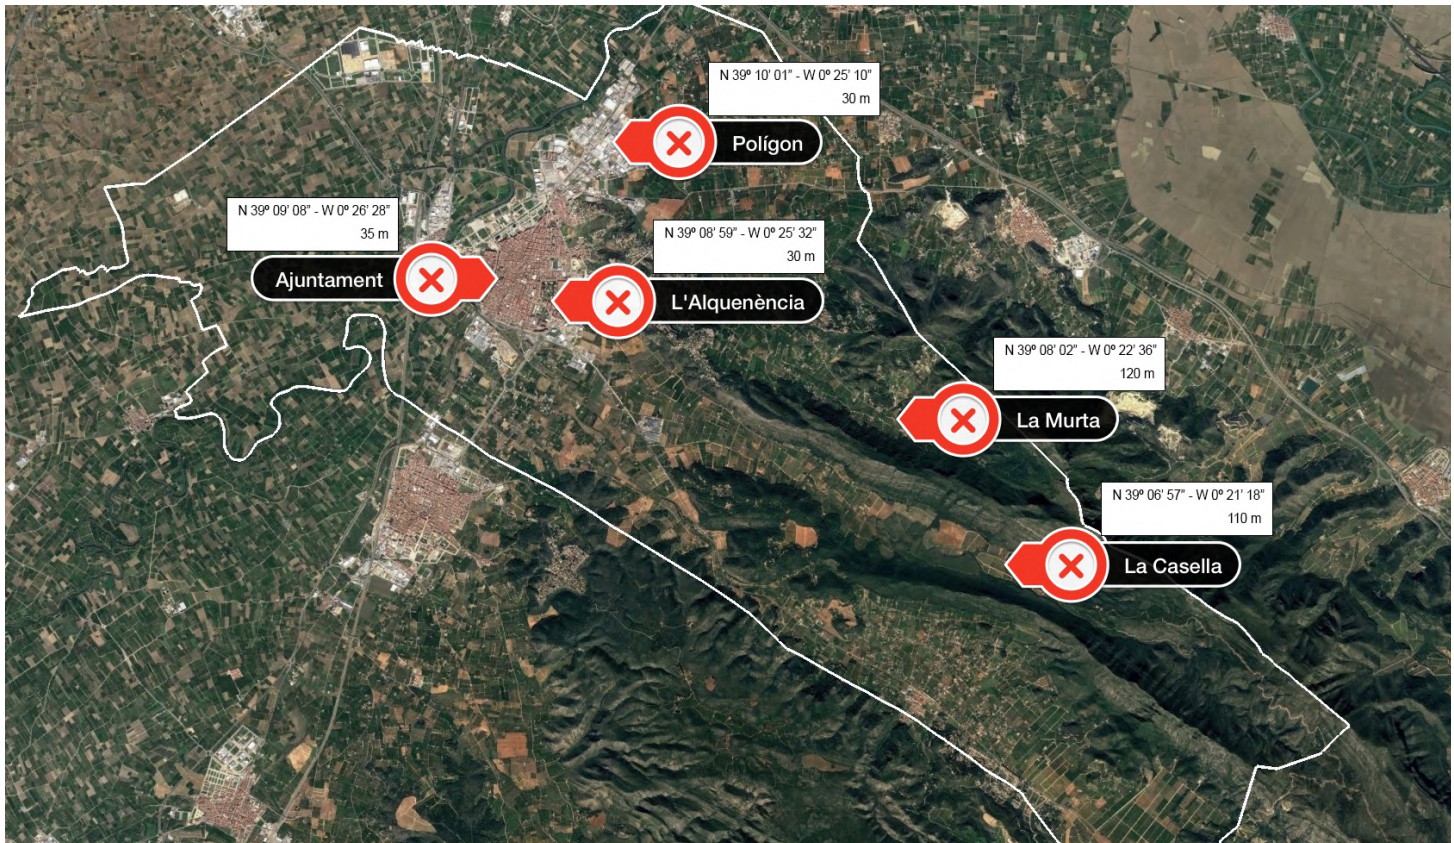 N 39º 10' 01" - W 0º 25' 10"
30 m
Polígon
N 39º 09' 08" - W 0º 26' 28"
35 m
Ajuntament
N 39º 08' 59" - W 0º 25' 32"
30 m
L'Alquenència
N 39º 08' 02" - W 0º 22' 36"
120 m
La Murta
N 39º 06' 57" - W 0º 21' 18"
110 m
La Casella